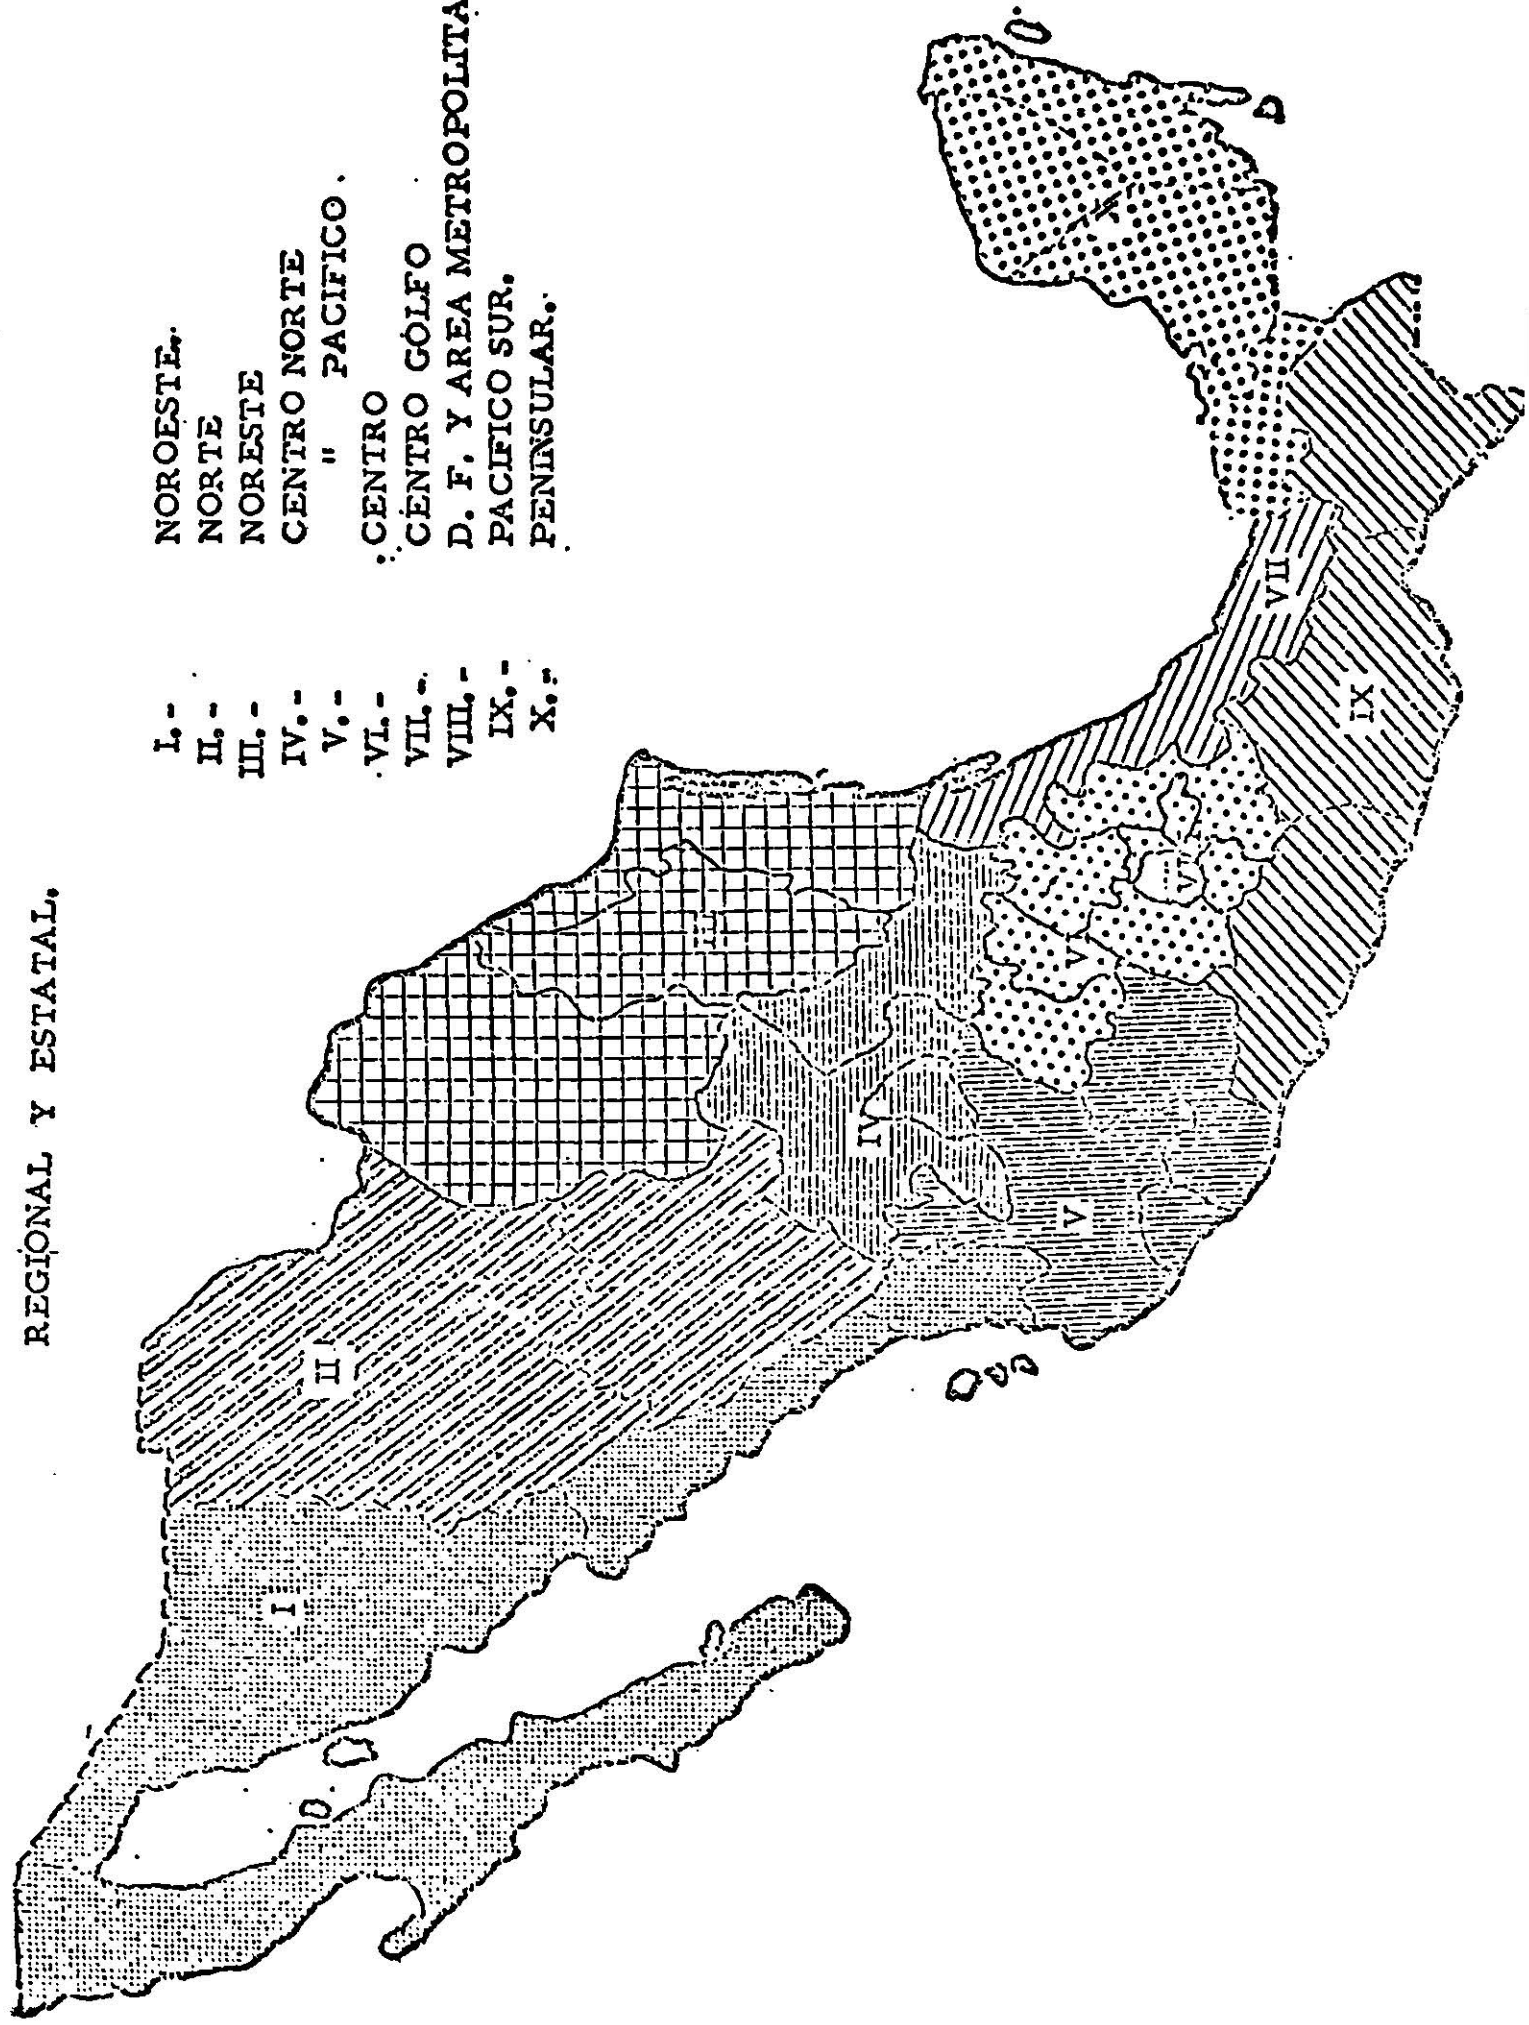 REGIONAL Y ESTATAL.
I.- NOROESTE.
II.- NORTE
III.- NORESTE
IV.- CENTRO NORTE
V.- " PACIFICO.
VI.- CENTRO
VII.- CENTRO GOLFO
VIII.- D. F. Y AREA METROPOLITA
IX.- PACIFICO SUR.
X.- PENINSULAR.
I
II
IV
V
VII
IX